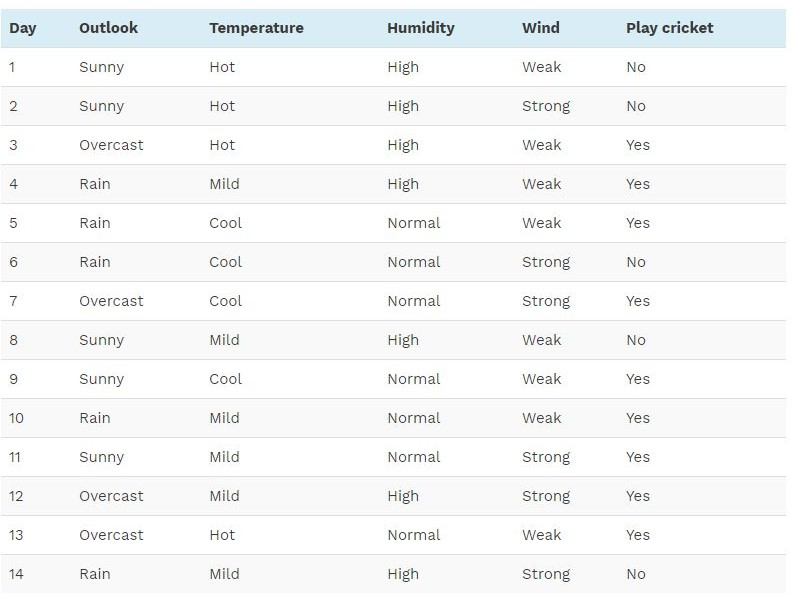 Day Outlook Temperature Humidity Wind Play cricket
1 Sunny Hot High Weak No
2 Sunny Hot High Strong No
3 Overcast Hot High Weak Yes
4 Rain Mild High Weak Yes
5 Rain Cool Normal Weak Yes
6 Rain Cool Normal Strong No
7 Overcast Cool Normal Strong Yes
8 Sunny Mild High Weak No
9 Sunny Cool Normal Weak Yes
10 Rain Mild Normal Weak Yes
11 Sunny Mild Normal Strong Yes
12 Overcast Mild High Strong Yes
13 Overcast Hot Normal Weak Yes
14 Rain Mild High Strong No